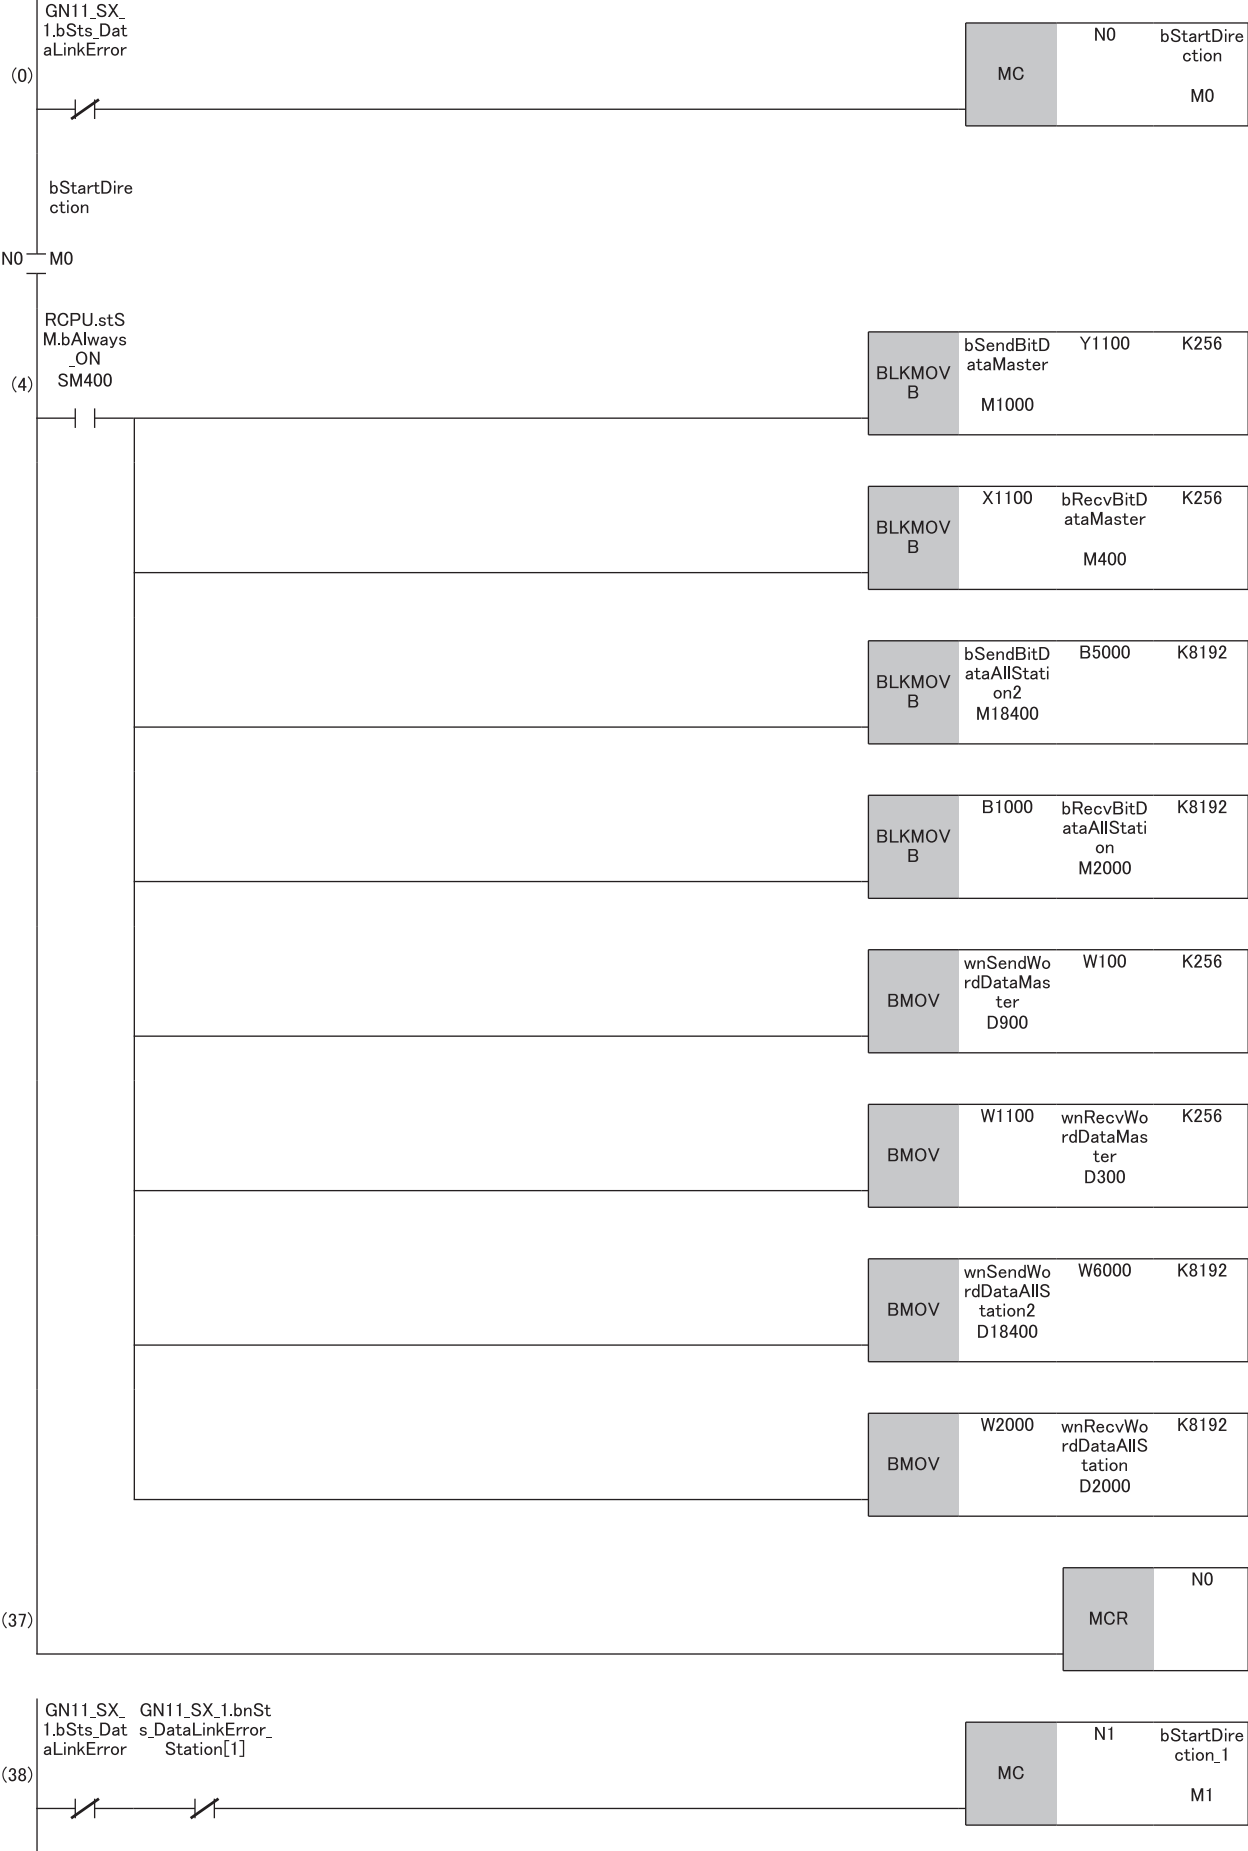 GN11_SX_
1.bSts_Dat
aLinkError
(0)
MC
N0
bStartDire
ction
M0
bStartDire
ction
N0
M0
RCPU.stS
M.bAlways
_ON
SM400
(4)
BLKMOV
B
bSendBitD
ataMaster
M1000
Y1100
K256
BLKMOV
B
X1100
bRecvBitD
ataMaster
M400
K256
BLKMOV
B
bSendBitD
ataAllStati
on2
M18400
B5000
K8192
BLKMOV
B
B1000
bRecvBitD
ataAllStati
on
M2000
K8192
BMOV
wnSendWo
rdDataMas
ter
D900
W100
K256
BMOV
W1100
wnRecvWo
rdDataMas
ter
D300
K256
BMOV
wnSendWo
rdDataAllS
tation2
D18400
W6000
K8192
BMOV
W2000
wnRecvWo
rdDataAllS
tation
D2000
K8192
(37)
MCR
N0
GN11_SX_
1.bSts_Dat
aLinkError
GN11_SX_1.bnSt
s_DataLinkError_
Station[1]
(38)
MC
N1
bStartDire
ction_1
M1